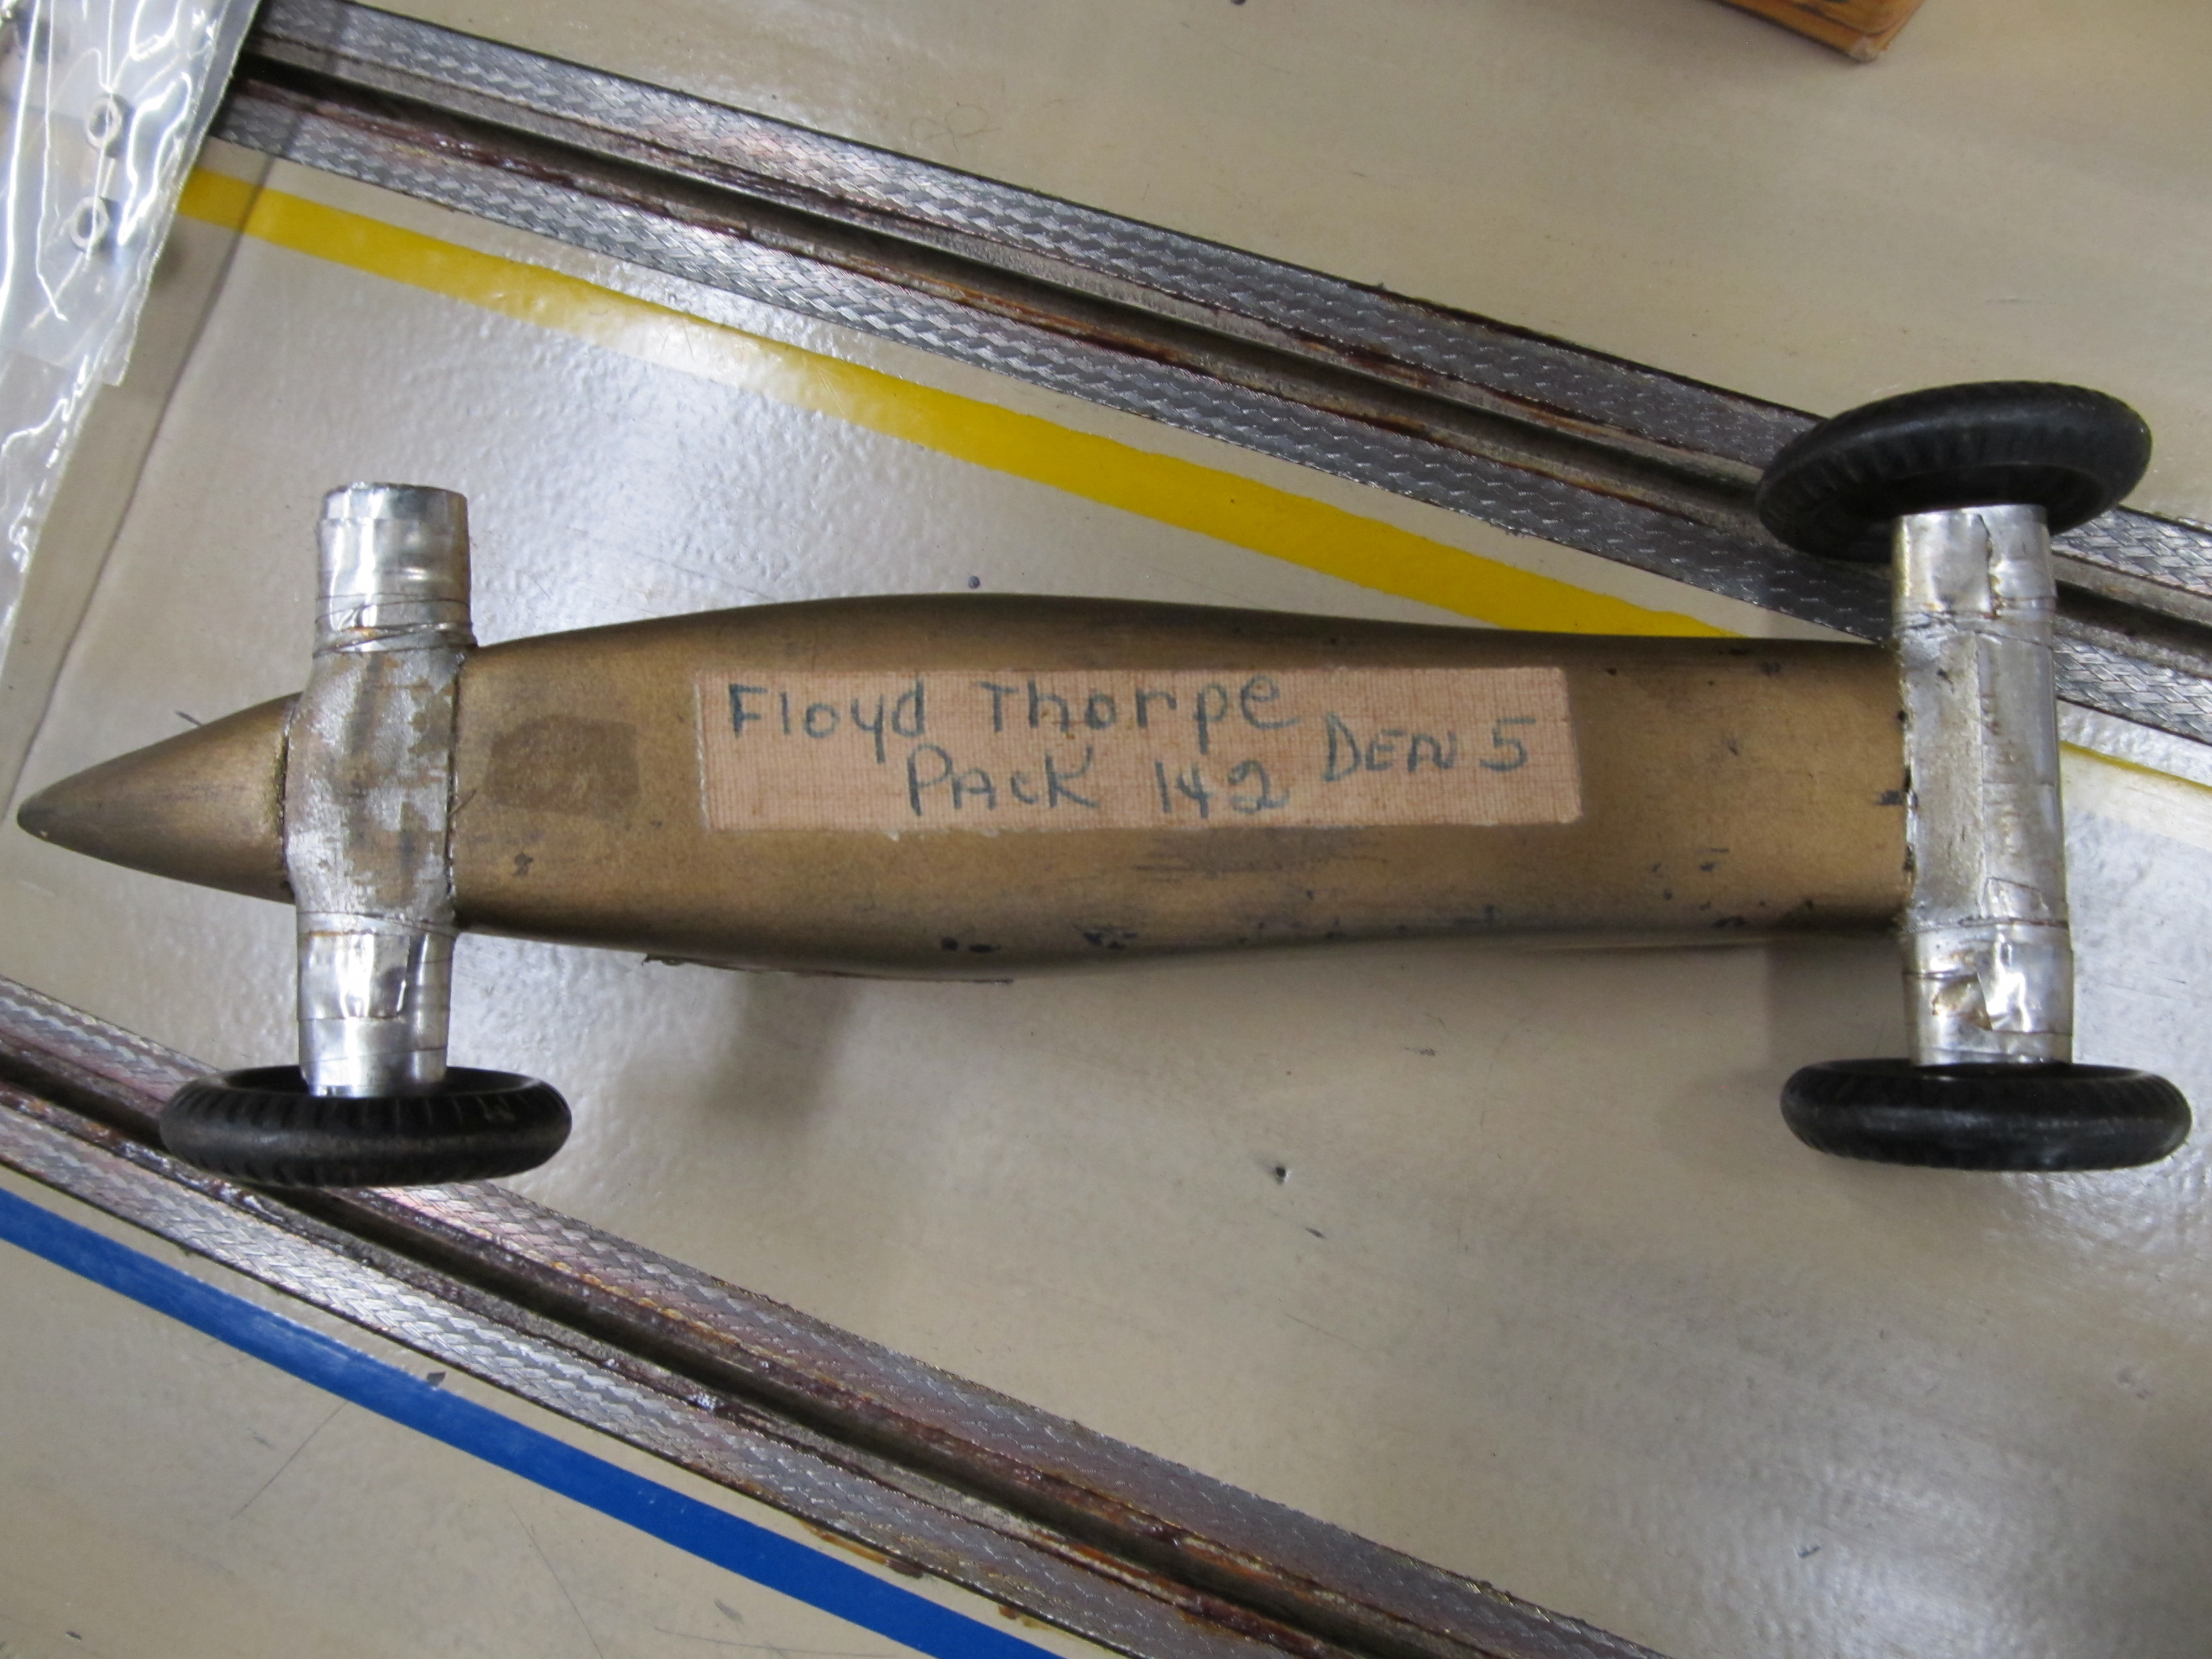 Floyd Thorpe
Pack 142 Den 5